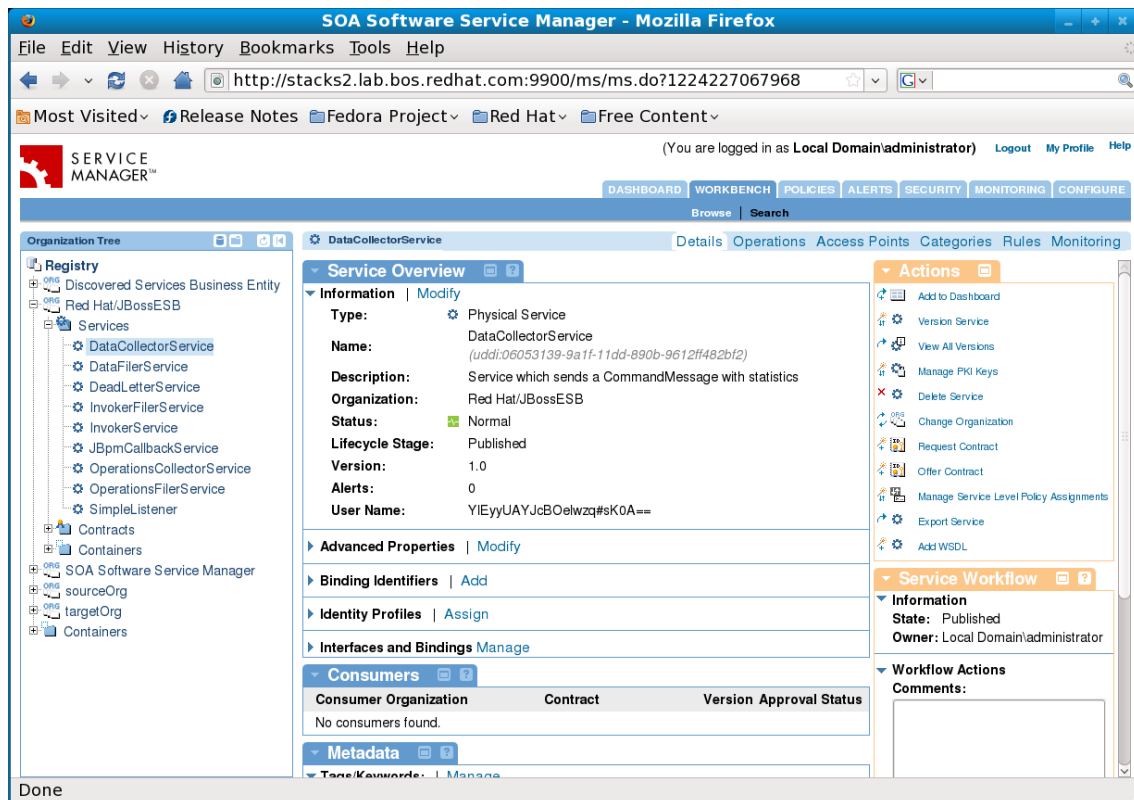 SOA Software Service Manager - Mozilla Firefox
File Edit View History Bookmarks Tools Help
http://stacks2.lab.bos.redhat.com:9900/ms/ms.do?1224227067968
G
Most Visited Release Notes Fedora Project Red Hat Free Content
SERVICE MANAGER™
(You are logged in as Local Domain\administrator) Logout My Profile Help
DASHBOARD WORKBENCH POLICIES ALERTS SECURITY MONITORING CONFIGURE
Browse | Search
Organization Tree
Registry
ORG Discovered Services Business Entity
ORG Red Hat/JBossESB
Services
DataCollectorService
DataFilerService
DeadLetterService
InvokerFilerService
InvokerService
JBpmCallbackService
OperationsCollectorService
OperationsFilerService
SimpleListener
Contracts
Containers
ORG SOA Software Service Manager
ORG sourceOrg
ORG targetOrg
Containers
DataCollectorService
Details Operations Access Points Categories Rules Monitoring
Service Overview ?
Information | Modify
Type: Physical Service
Name: DataCollectorService
(uddi:06053139-9a1f-11dd-890b-9612ff482bf2)
Description: Service which sends a CommandMessage with statistics
Organization: Red Hat/JBossESB
Status: Normal
Lifecycle Stage: Published
Version: 1.0
Alerts: 0
User Name: YIEyyUAYJcBOelwzq#sK0A==
Advanced Properties | Modify
Binding Identifiers | Add
Identity Profiles | Assign
Interfaces and Bindings Manage
Consumers ?
Consumer Organization Contract Version Approval Status
No consumers found.
Metadata ?
Tags/Keywords: | Manage
Actions
Add to Dashboard
Version Service
View All Versions
Manage PKI Keys
Delete Service
Change Organization
Request Contract
Offer Contract
Manage Service Level Policy Assignments
Export Service
Add WSDL
Service Workflow ?
Information
State: Published
Owner: Local Domain\administrator
Workflow Actions
Comments:
Done